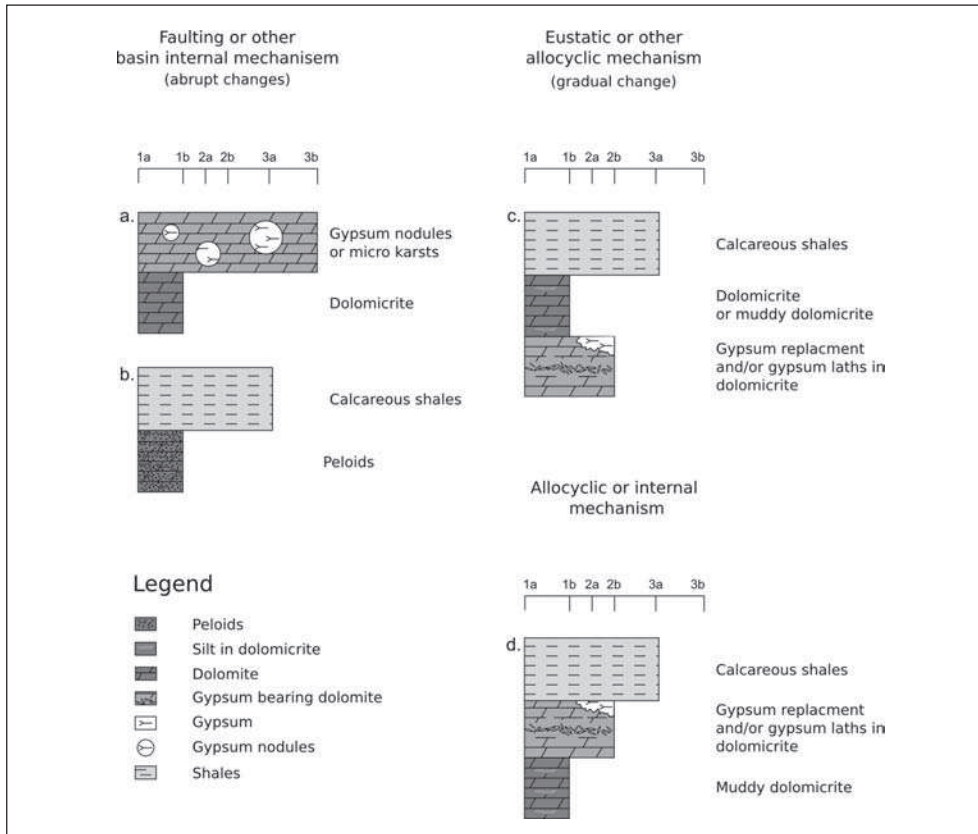 Faulting or other
basin internal mechanisem
(abrupt changes)
1a 1b 2a 2b 3a 3b
a.
Gypsum nodules
or micro karsts
Dolomicrite
b.
Calcareous shales
Peloids
Eustatic or other
allocyclic mechanism
(gradual change)
1a 1b 2a 2b 3a 3b
c.
Calcareous shales
Dolomicrite
or muddy dolomicrite
Gypsum replacment
and/or gypsum laths in
dolomicrite
Allocyclic or internal
mechanism
1a 1b 2a 2b 3a 3b
d.
Calcareous shales
Gypsum replacment
and/or gypsum laths in
dolomicrite
Muddy dolomicrite
Legend
Peloids
Silt in dolomicrite
Dolomite
Gypsum bearing dolomite
Gypsum
Gypsum nodules
Shales